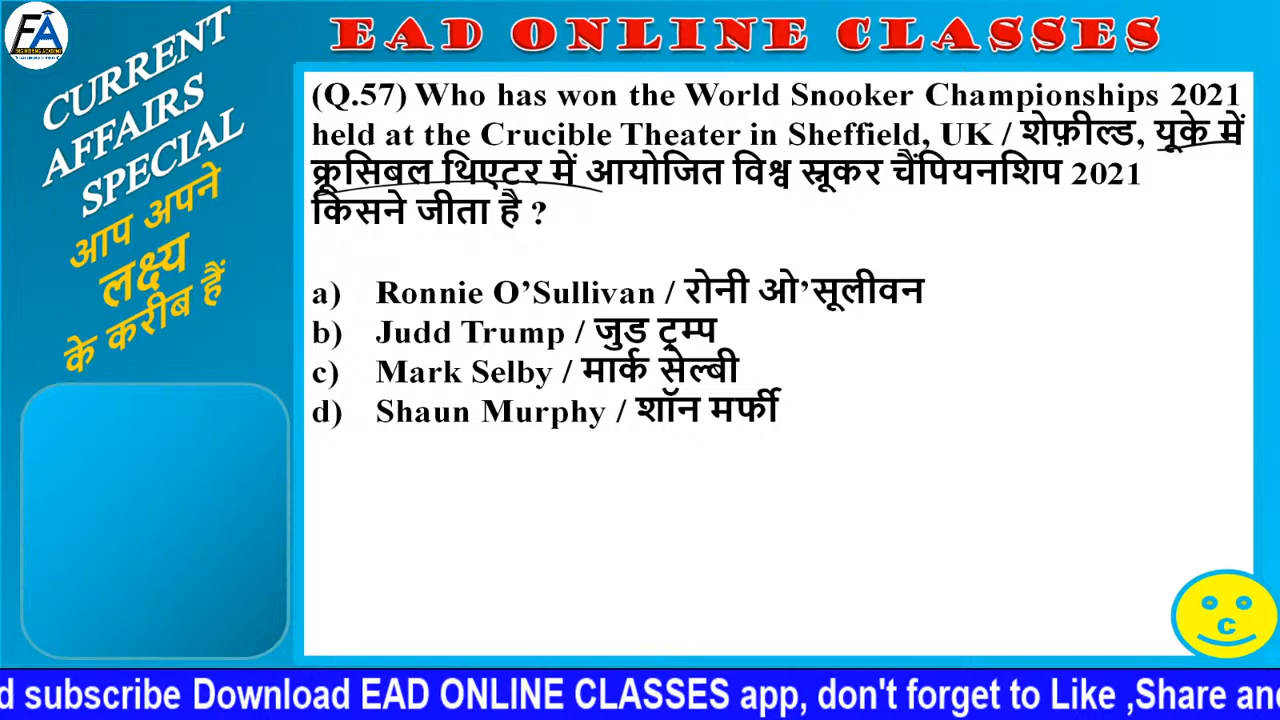 FA
ENGINEERING ACADEMY
EAD ONLINE CLASSES
CURRENT
AFFAIRS
SPECIAL
आप अपने
लक्ष्य
के करीब हैं
(Q.57) Who has won the World Snooker Championships 2021
held at the Crucible Theater in Sheffield, UK / शेफ़ील्ड, यूके में
क्रूसिबल थिएटर में आयोजित विश्व स्नूकर चैंपियनशिप 2021
किसने जीता है ?
a) Ronnie O’Sullivan / रोनी ओ’सूलीवन
b) Judd Trump / जुड ट्रम्प
c) Mark Selby / मार्क सेल्बी
d) Shaun Murphy / शॉन मर्फी
c
d subscribe Download EAD ONLINE CLASSES app, don't forget to Like ,Share and